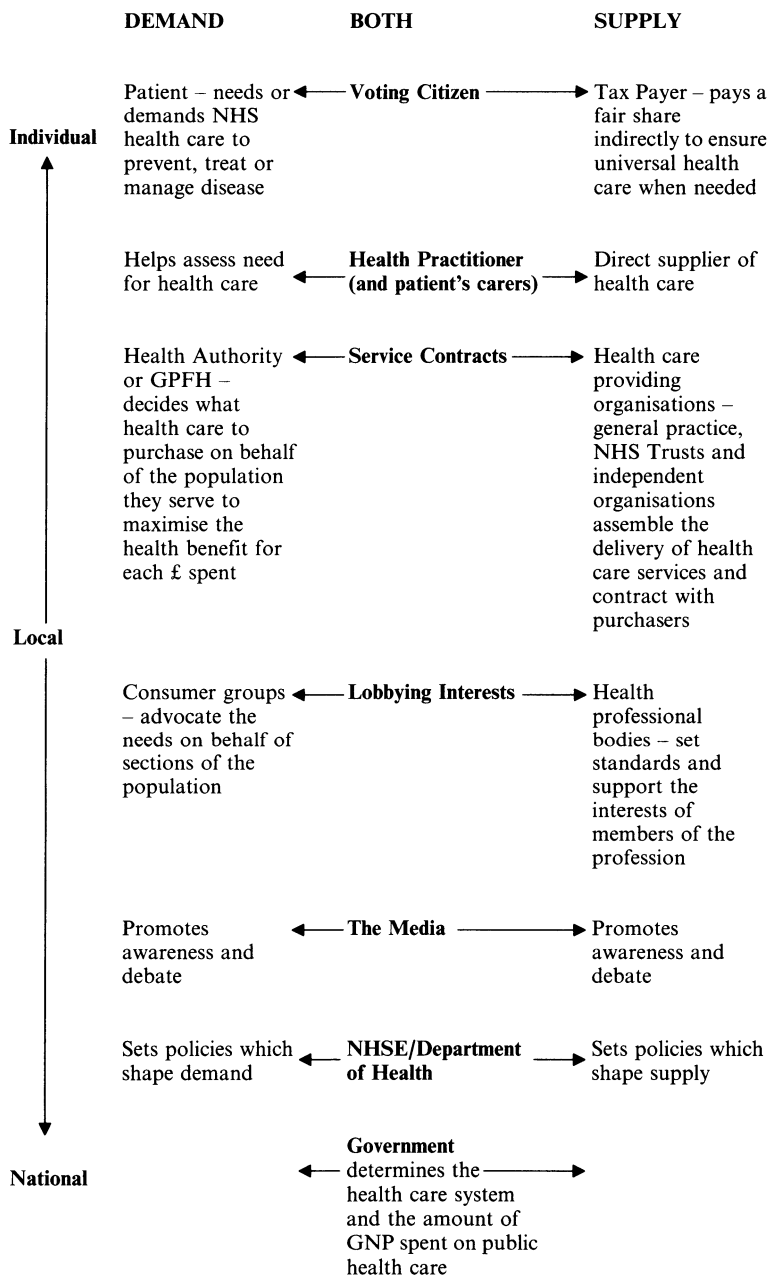 DEMAND BOTH SUPPLY
Individual
Patient – needs or
demands NHS
health care to
prevent, treat or
manage disease
Voting Citizen
Tax Payer – pays a
fair share
indirectly to ensure
universal health
care when needed
Helps assess need
for health care
Health Practitioner
(and patient's carers)
Direct supplier of
health care
Health Authority
or GPFH –
decides what
health care to
purchase on behalf
of the population
they serve to
maximise the
health benefit for
each £ spent
Service Contracts
Health care
providing
organisations –
general practice,
NHS Trusts and
independent
organisations
assemble the
delivery of health
care services and
contract with
purchasers
Local
Consumer groups
– advocate the
needs on behalf of
sections of the
population
Lobbying Interests
Health
professional
bodies – set
standards and
support the
interests of
members of the
profession
Promotes
awareness and
debate
The Media
Promotes
awareness and
debate
Sets policies which
shape demand
NHSE/Department
of Health
Sets policies which
shape supply
National
Government
determines the
health care system
and the amount of
GNP spent on public
health care